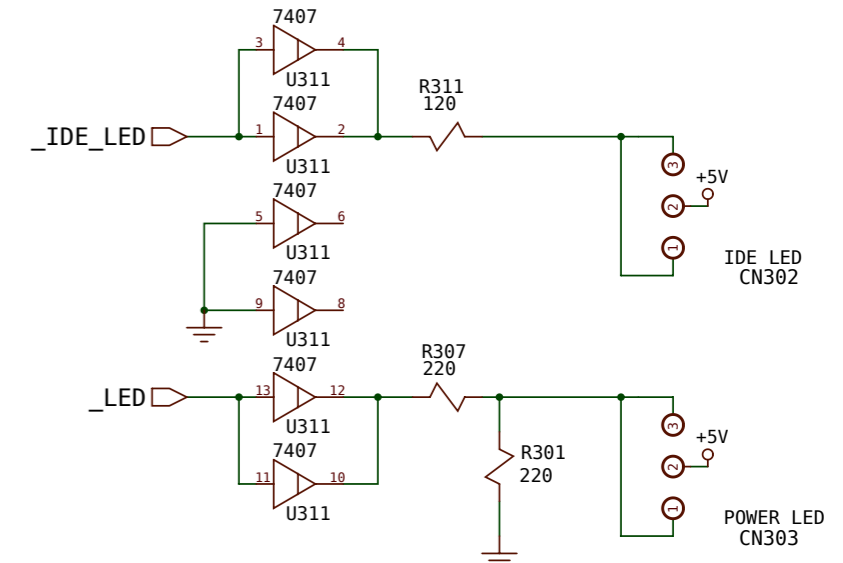 7407
3 4
U311
R311
120
7407
_IDE_LED
1 2
U311
3
+5V
2
1
IDE LED
CN302
7407
5 6
U311
7407
9 8
U311
R307
220
7407
_LED
13 12
U311
R301
220
7407
11 10
U311
3
+5V
2
1
POWER LED
CN303